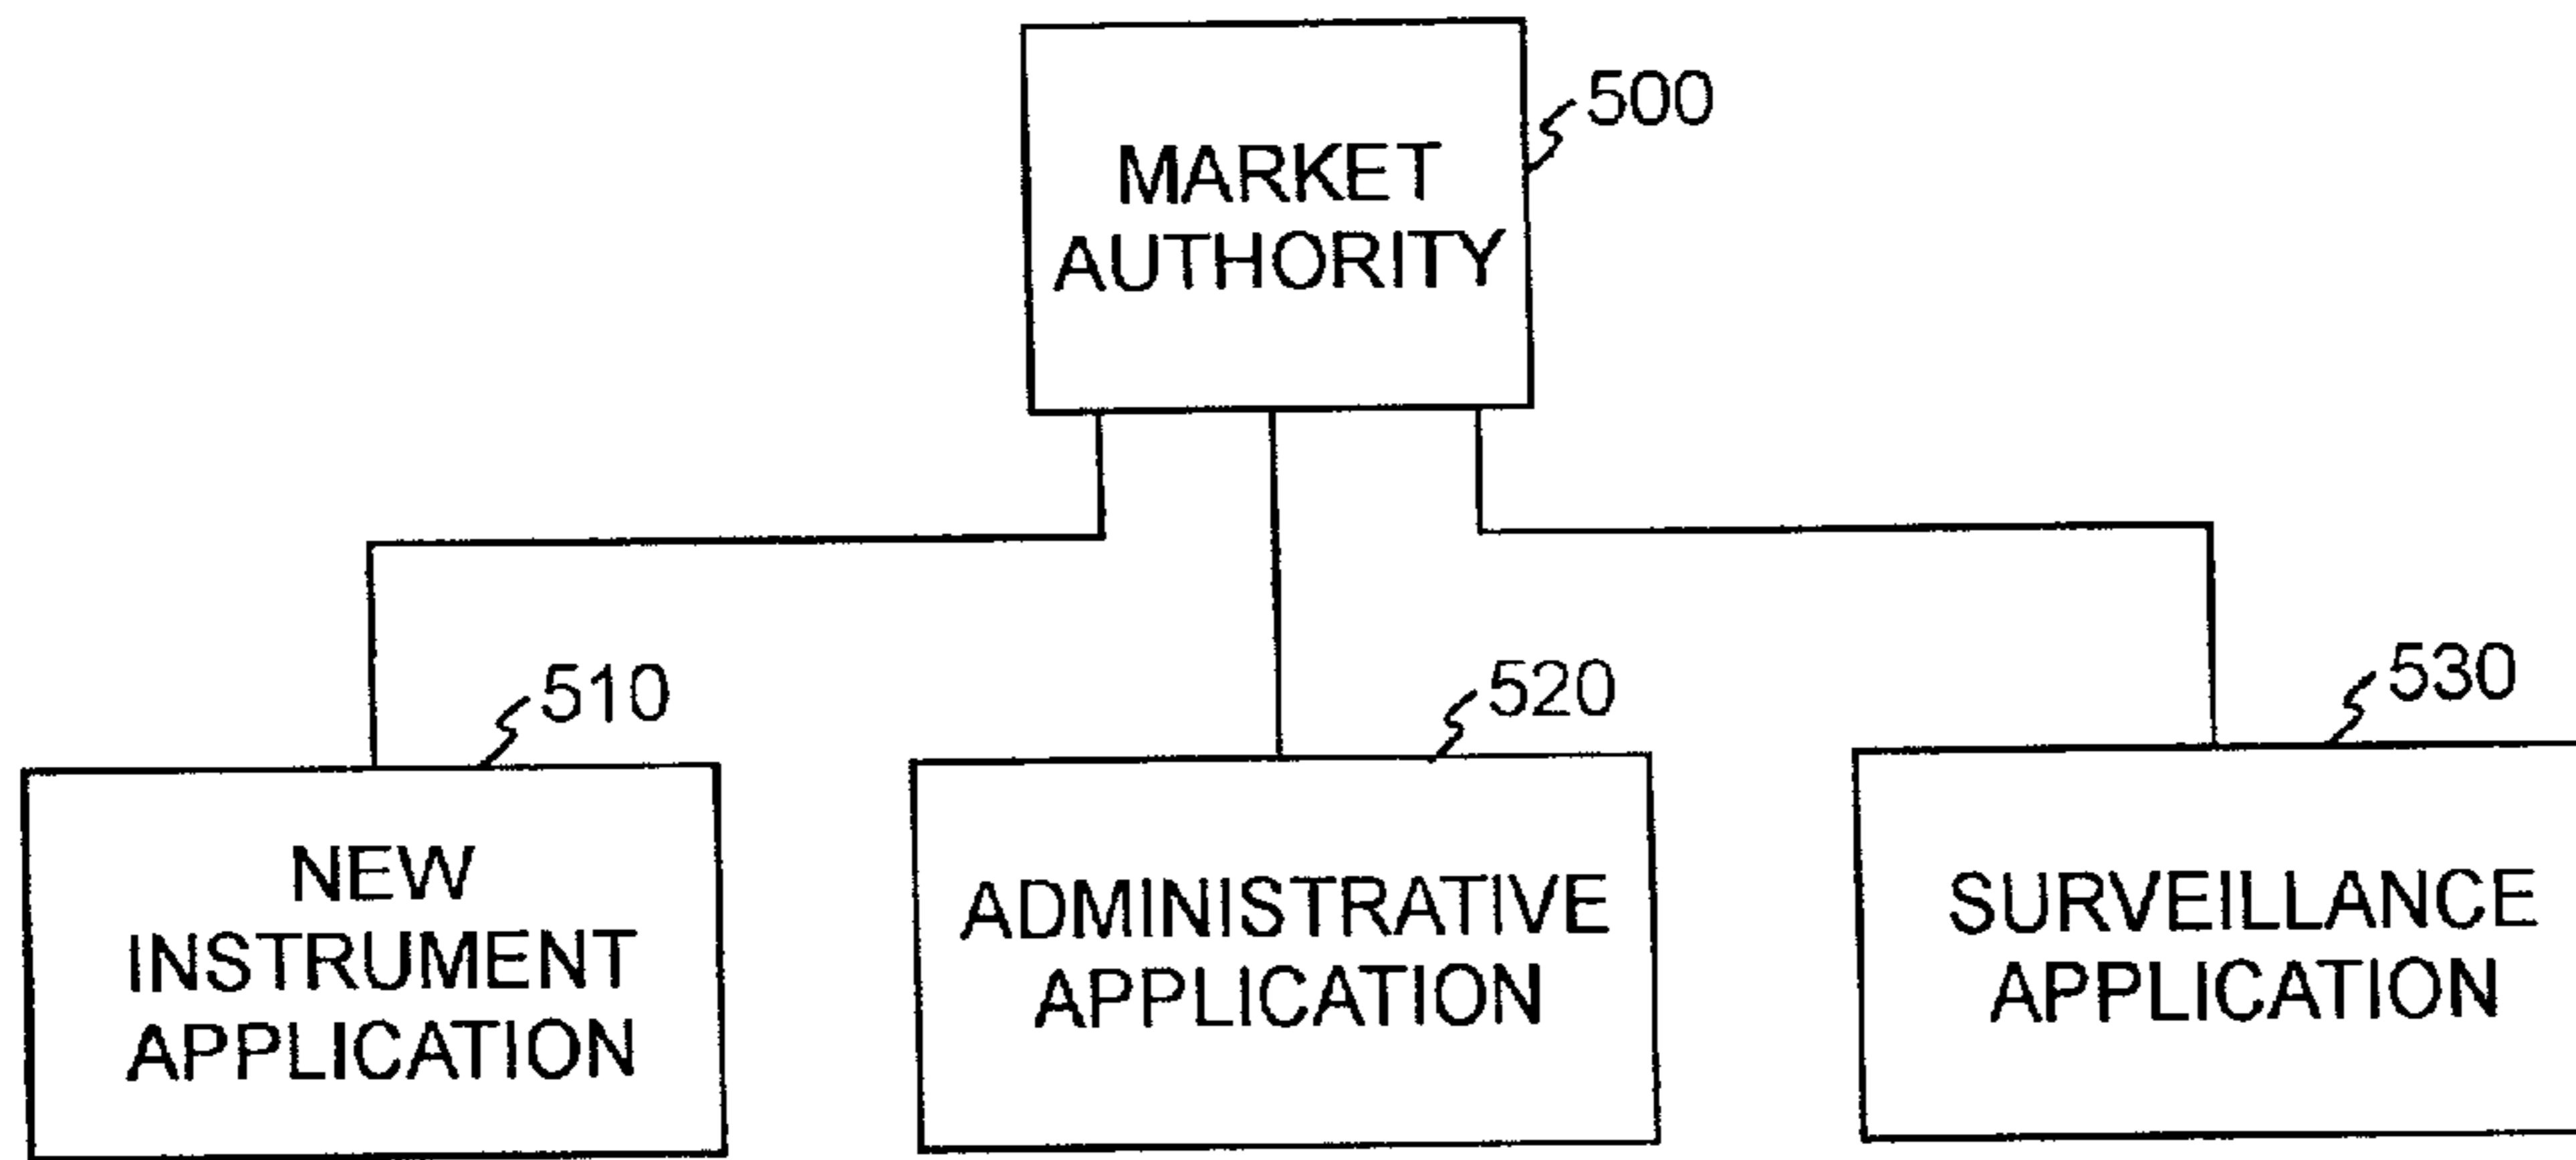 MARKET
AUTHORITY
500
510
NEW
INSTRUMENT
APPLICATION
520
ADMINISTRATIVE
APPLICATION
530
SURVEILLANCE
APPLICATION